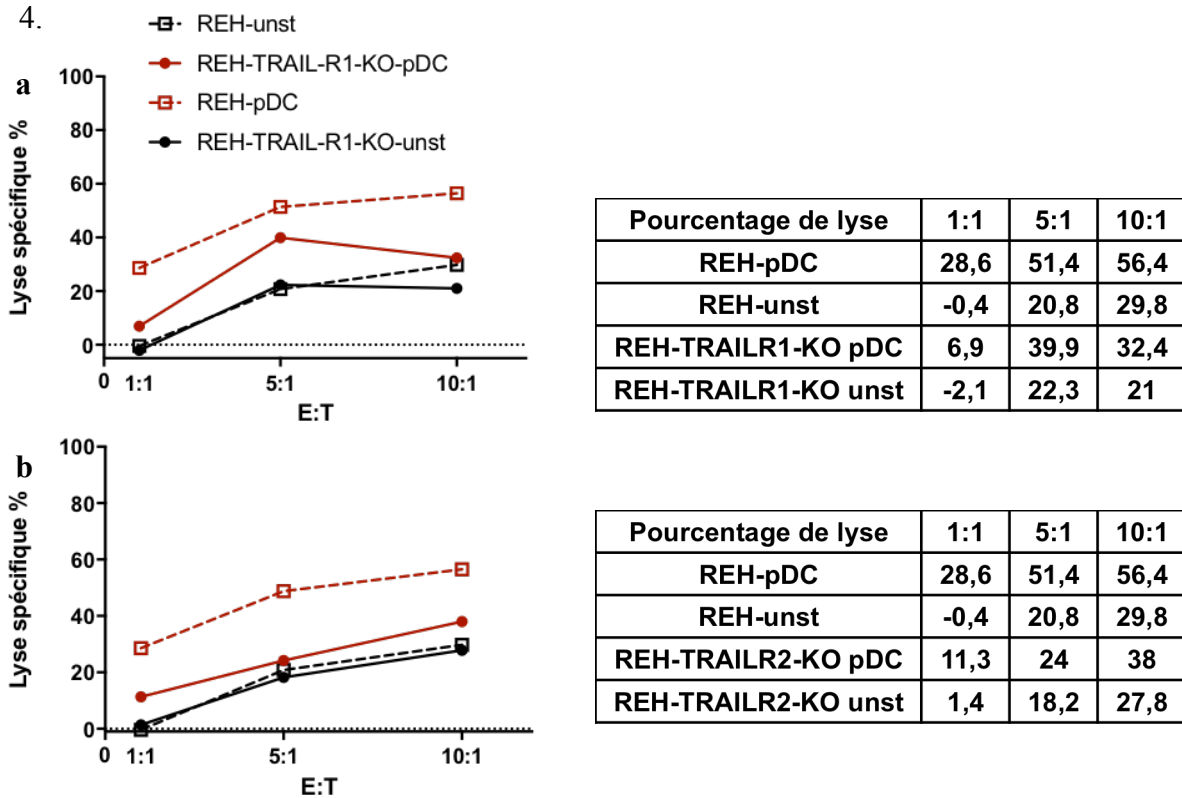 4.
REH-unst
REH-TRAIL-R1-KO-pDC
REH-pDC
REH-TRAIL-R1-KO-unst
a
Lyse spécifique %
100
80
60
40
20
0
0 1:1 5:1 10:1
E:T
Pourcentage de lyse 1:1 5:1 10:1
REH-pDC 28,6 51,4 56,4
REH-unst -0,4 20,8 29,8
REH-TRAILR1-KO pDC 6,9 39,9 32,4
REH-TRAILR1-KO unst -2,1 22,3 21
b
Lyse spécifique %
100
80
60
40
20
0
0 1:1 5:1 10:1
E:T
Pourcentage de lyse 1:1 5:1 10:1
REH-pDC 28,6 51,4 56,4
REH-unst -0,4 20,8 29,8
REH-TRAILR2-KO pDC 11,3 24 38
REH-TRAILR2-KO unst 1,4 18,2 27,8